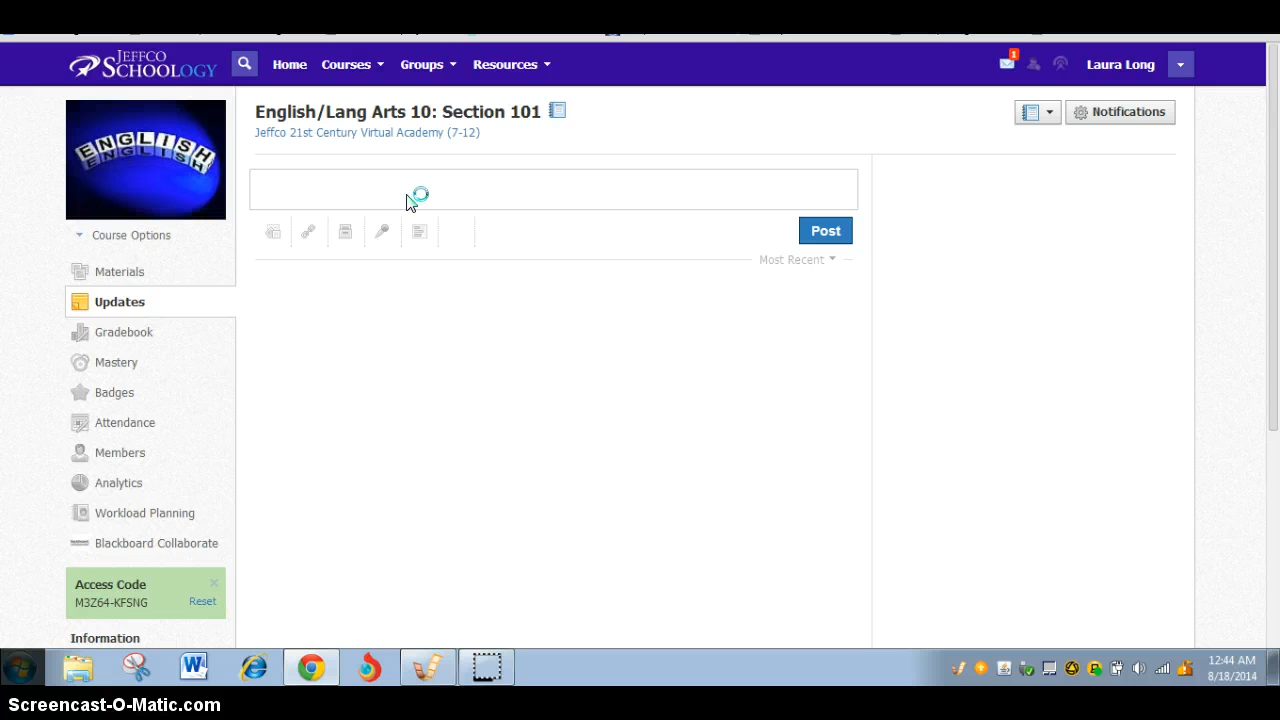 JEFFCO
SCHOOLOGY
Home
Courses
Groups
Resources
1
Laura Long
ENGLISH
English/Lang Arts 10: Section 101
Jeffco 21st Century Virtual Academy (7-12)
Notifications
Post
Most Recent
Course Options
Materials
Updates
Gradebook
Mastery
Badges
Attendance
Members
Analytics
Workload Planning
Blackboard Collaborate
Access Code
M3Z64-KFSNG
Reset
Information
12:44 AM
8/18/2014
Screencast-O-Matic.com